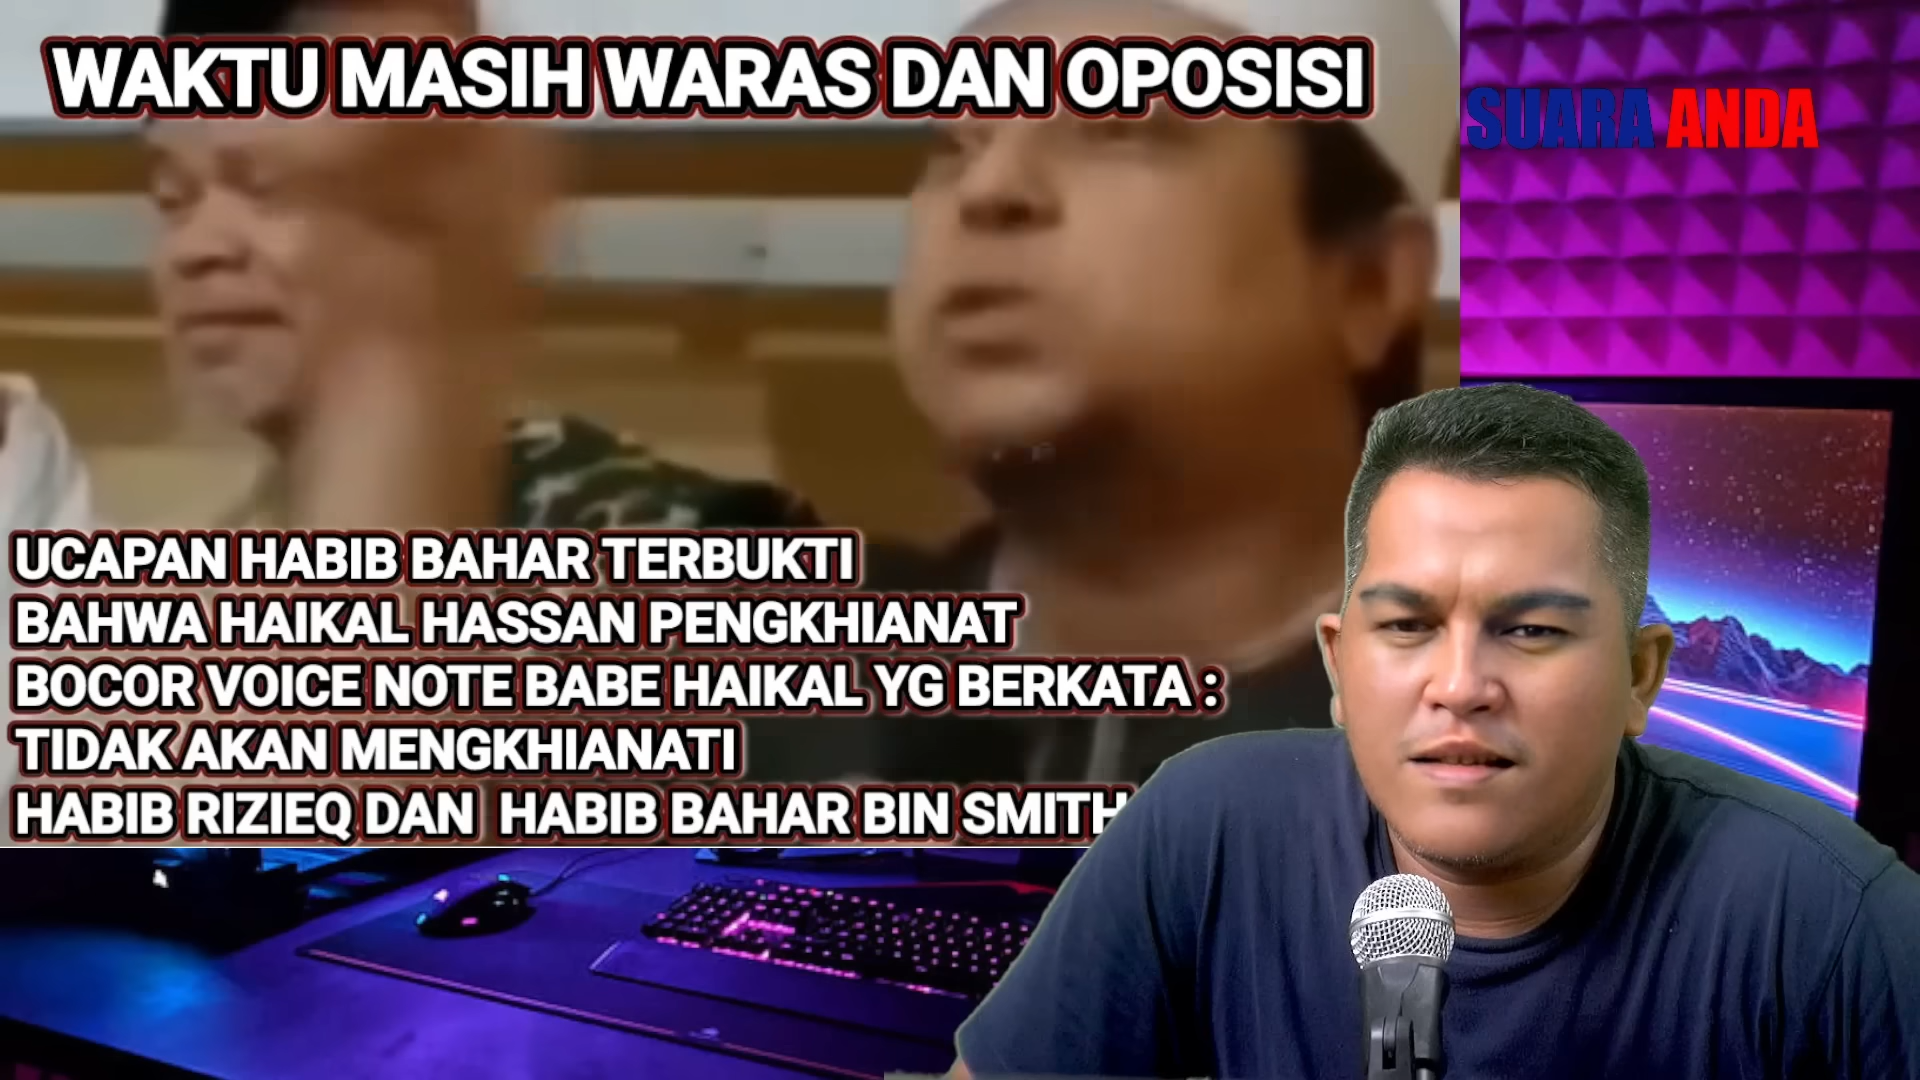 WAKTU MASIH WARAS DAN OPOSISI
SUARA ANDA
UCAPAN HABIB BAHAR TERBUKTI
BAHWA HAIKAL HASSAN PENGKHIANAT
BOCOR VOICE NOTE BABE HAIKAL YG BERKATA :
TIDAK AKAN MENGKHIANATI
HABIB RIZIEQ DAN HABIB BAHAR BIN SMITH